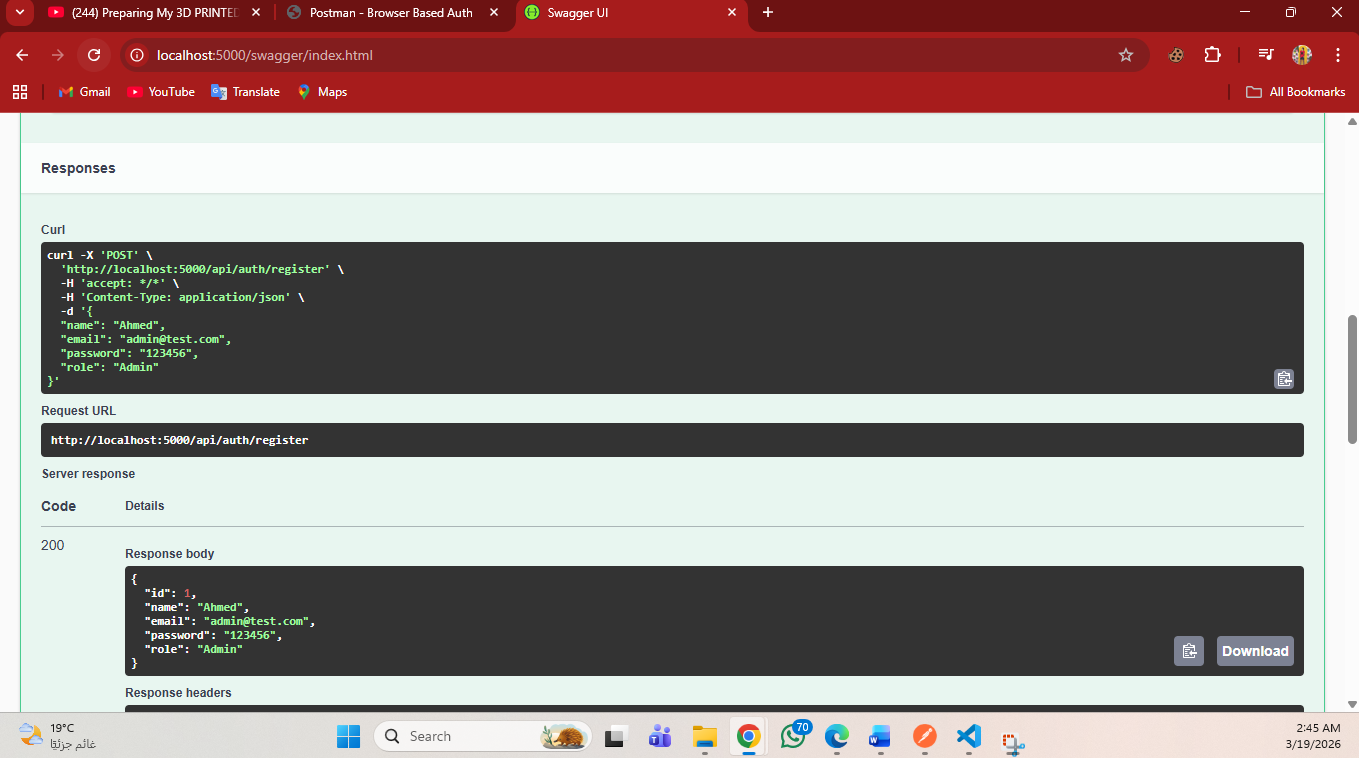 (244) Preparing My 3D PRINTED
Postman - Browser Based Auth
Swagger UI
localhost:5000/swagger/index.html
Gmail
YouTube
Translate
Maps
All Bookmarks
Responses
Curl
curl -X 'POST' \
'http://localhost:5000/api/auth/register' \
-H 'accept: */*' \
-H 'Content-Type: application/json' \
-d '{
"name": "Ahmed",
"email": "admin@test.com",
"password": "123456",
"role": "Admin"
}'
Request URL
http://localhost:5000/api/auth/register
Server response
Code Details
200
Response body
{
"id": 1,
"name": "Ahmed",
"email": "admin@test.com",
"password": "123456",
"role": "Admin"
}
Download
Response headers
19°C
غائم جزئيًا
Search
70
2:45 AM
3/19/2026